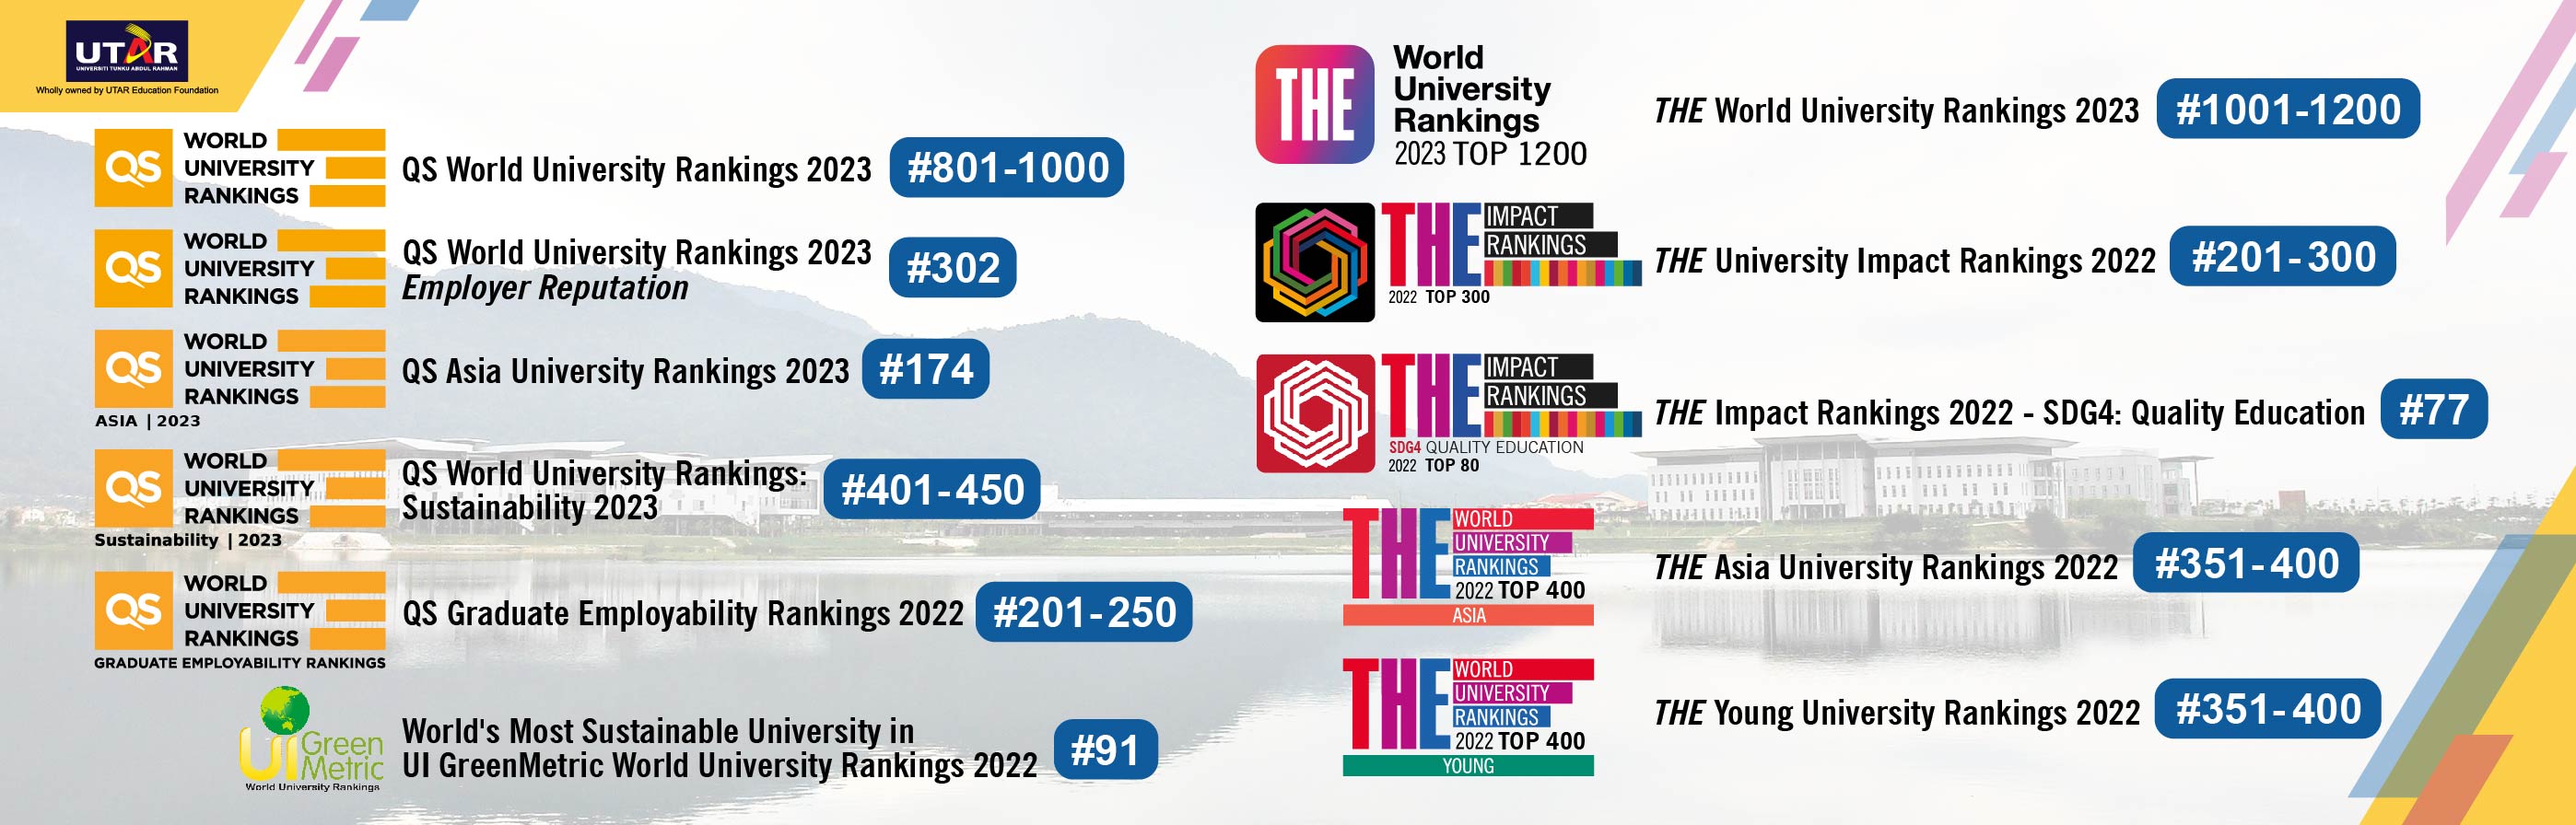 UTAR
UNIVERSITI TUNKU ABDUL RAHMAN
Wholly owned by UTAR Education Foundation
QS
WORLD
UNIVERSITY
RANKINGS
QS World University Rankings 2023
#801-1000
QS
WORLD
UNIVERSITY
RANKINGS
QS World University Rankings 2023
Employer Reputation
#302
QS
WORLD
UNIVERSITY
RANKINGS
ASIA | 2023
QS Asia University Rankings 2023
#174
QS
WORLD
UNIVERSITY
RANKINGS
Sustainability | 2023
QS World University Rankings:
Sustainability 2023
#401-450
QS
WORLD
UNIVERSITY
RANKINGS
GRADUATE EMPLOYABILITY RANKINGS
QS Graduate Employability Rankings 2022
#201-250
UI
Green
Metric
World University Rankings
World's Most Sustainable University in
UI GreenMetric World University Rankings 2022
#91
THE
World
University
Rankings
2023 TOP 1200
THE World University Rankings 2023
#1001-1200
THE
IMPACT
RANKINGS
2022 TOP 300
THE University Impact Rankings 2022
#201-300
THE
IMPACT
RANKINGS
SDG4 QUALITY EDUCATION
2022 TOP 80
THE Impact Rankings 2022 - SDG4: Quality Education
#77
THE
WORLD
UNIVERSITY
RANKINGS
2022 TOP 400
ASIA
THE Asia University Rankings 2022
#351-400
THE
WORLD
UNIVERSITY
RANKINGS
2022 TOP 400
YOUNG
THE Young University Rankings 2022
#351-400